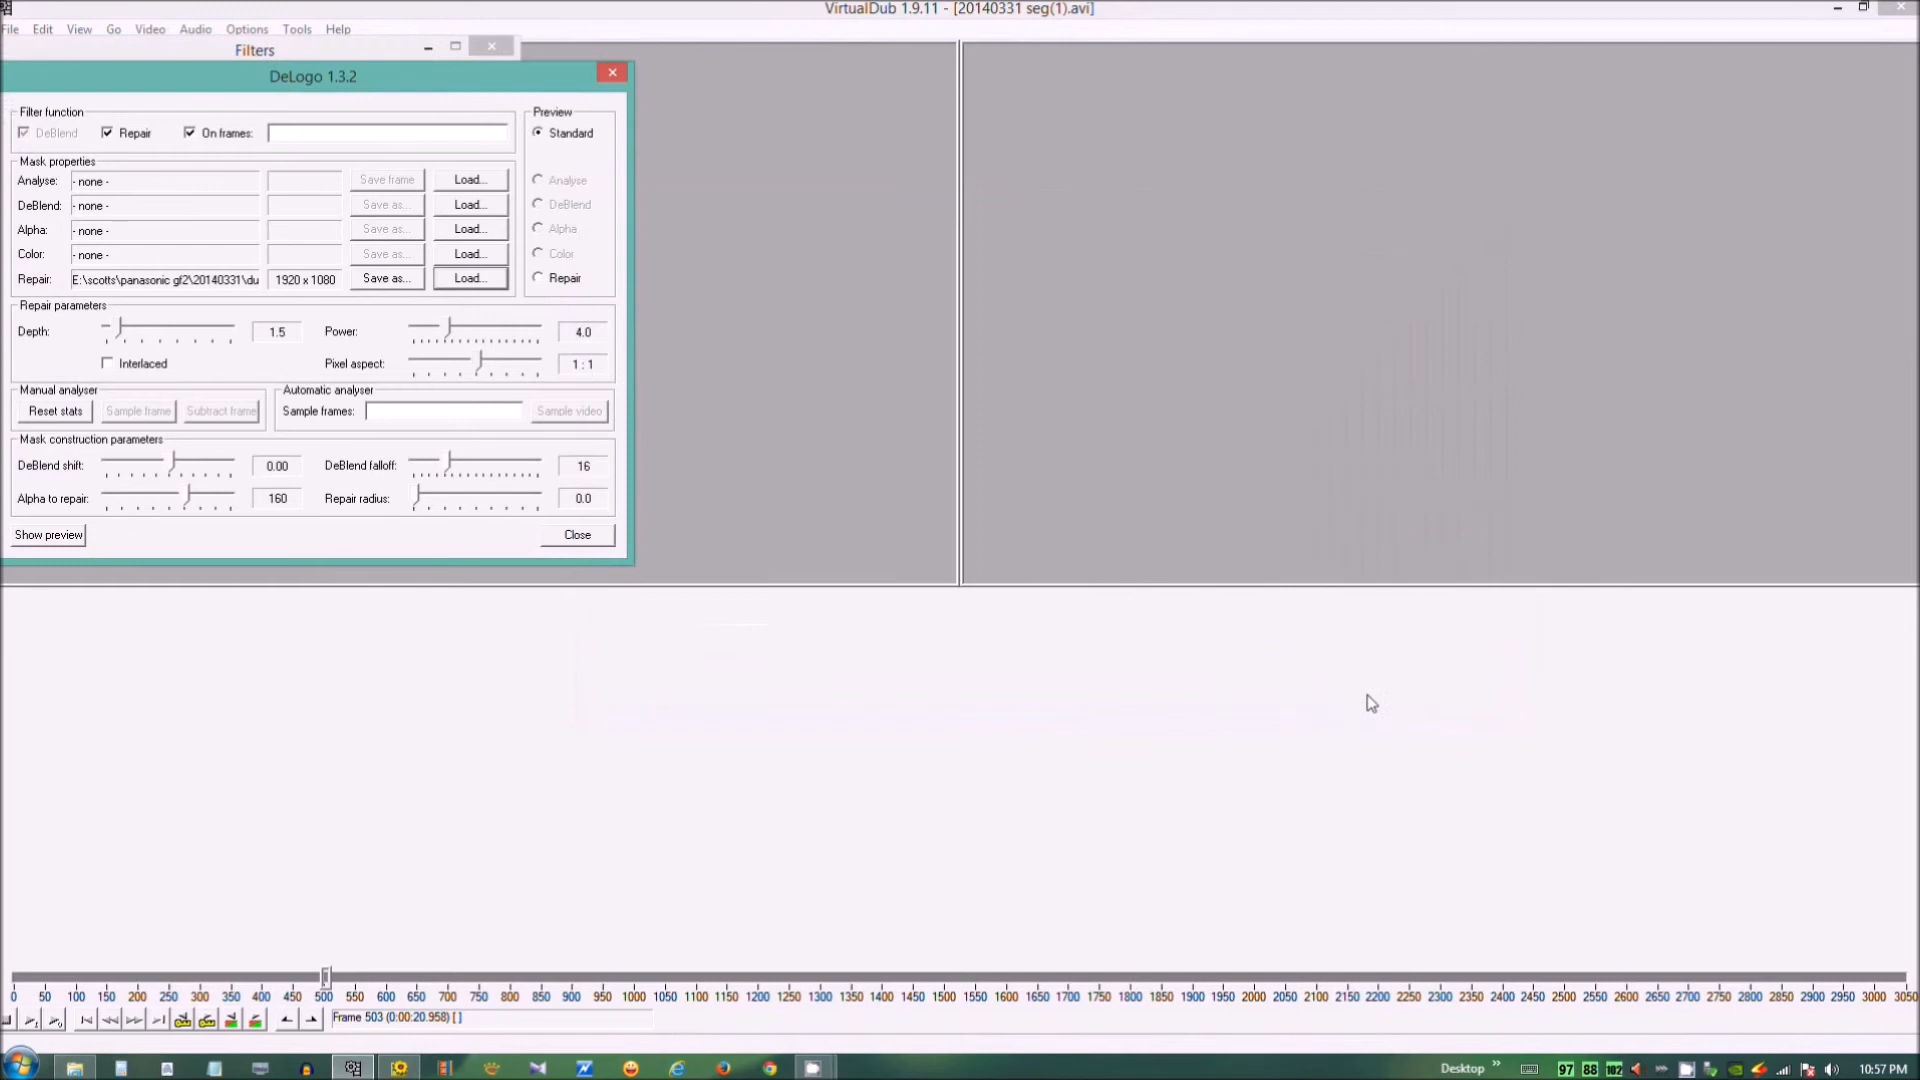 VirtualDub 1.9.11 - [20140331 seg(1).avi]
File Edit View Go Video Audio Options Tools Help
Filters
DeLogo 1.3.2
Filter function
DeBlend Repair On frames:
Preview
Standard
Mask properties
Analyse: - none - Save frame Load... Analyse
DeBlend: - none - Save as... Load... DeBlend
Alpha: - none - Save as... Load... Alpha
Color: - none - Save as... Load... Color
Repair: E:\scotts\panasonic gf2\20140331\du 1920 x 1080 Save as... Load... Repair
Repair parameters
Depth: 1.5 Power: 4.0
Interlaced Pixel aspect: 1 : 1
Manual analyser Automatic analyser
Reset stats Sample frame Subtract frame Sample frames: Sample video
Mask construction parameters
DeBlend shift: 0.00 DeBlend falloff: 16
Alpha to repair: 160 Repair radius: 0.0
Show preview Close
0 50 100 150 200 250 300 350 400 450 500 550 600 650 700 750 800 850 900 950 1000 1050 1100 1150 1200 1250 1300 1350 1400 1450 1500 1550 1600 1650 1700 1750 1800 1850 1900 1950 2000 2050 2100 2150 2200 2250 2300 2350 2400 2450 2500 2550 2600 2650 2700 2750 2800 2850 2900 2950 3000 3050
Frame 503 (0:00:20.958) [ ]
Desktop » 97 88 102 10:57 PM